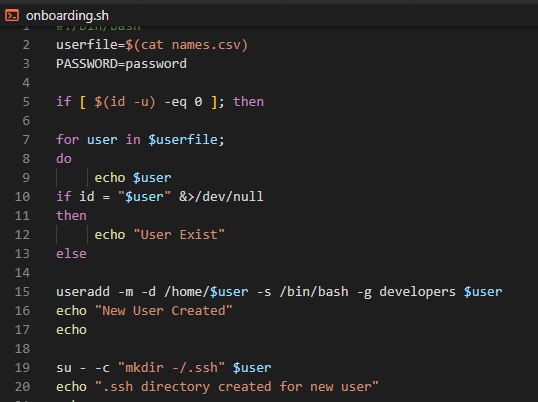 onboarding.sh
1 #!/bin/bash
2 userfile=$(cat names.csv)
3 PASSWORD=password
4
5 if [ $(id -u) -eq 0 ]; then
6
7 for user in $userfile;
8 do
9 echo $user
10 if id = "$user" &>/dev/null
11 then
12 echo "User Exist"
13 else
14
15 useradd -m -d /home/$user -s /bin/bash -g developers $user
16 echo "New User Created"
17 echo
18
19 su - -c "mkdir -/.ssh" $user
20 echo ".ssh directory created for new user"